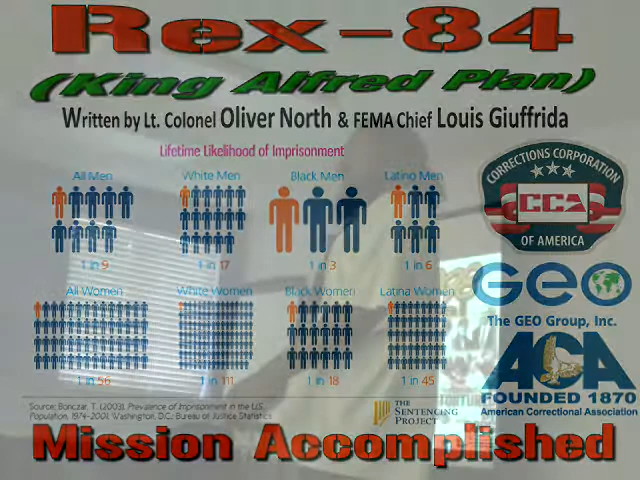 Rex-84
(King Alfred Plan)
Written by Lt. Colonel Oliver North & FEMA Chief Louis Giuffrida
Lifetime Likelihood of Imprisonment
All Men
White Men
Black Men
Latino Men
1 in 9
1 in 17
1 in 3
1 in 6
All Women
White Women
Black Women
Latina Women
1 in 56
1 in 111
1 in 18
1 in 45
CORRECTIONS CORPORATION
CCA
OF AMERICA
GEO
The GEO Group, Inc.
ACA
FOUNDED 1870
American Correctional Association
Source: Bonczar, T. (2003). Prevalence of Imprisonment in the U.S.
Population, 1974-2001. Washington, D.C.: Bureau of Justice Statistics
THE
SENTENCING
PROJECT
Mission Accomplished